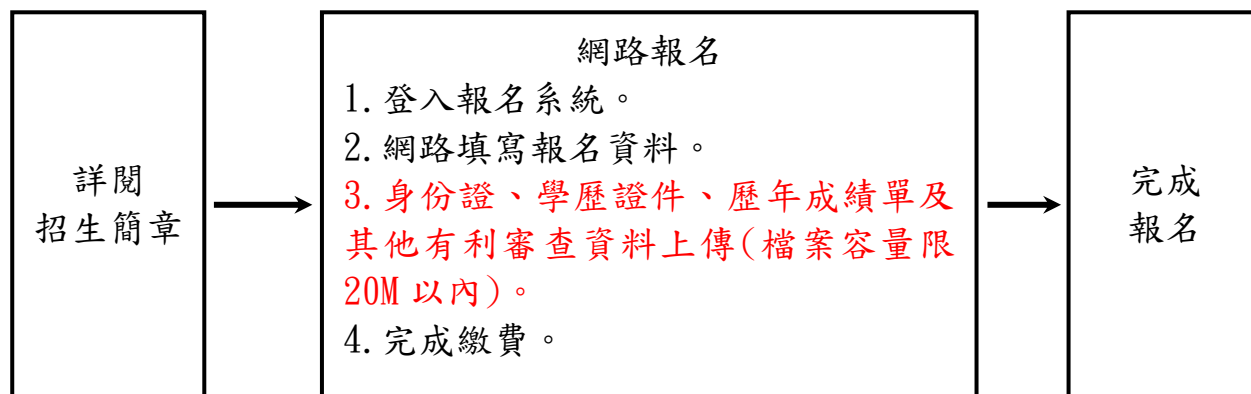 詳閱
招生簡章
網路報名
1.登入報名系統。
2.網路填寫報名資料。
3.身份證、學歷證件、歷年成績單及
其他有利審查資料上傳(檔案容量限
20M 以內)。
4.完成繳費。
完成
報名